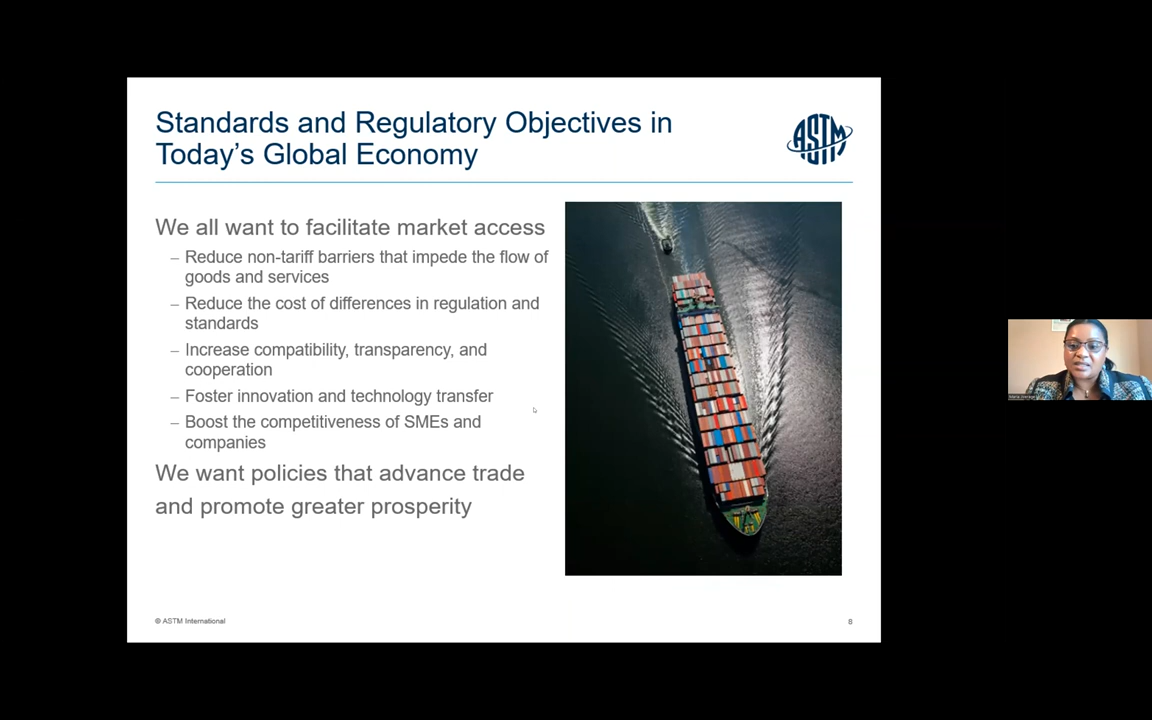 Standards and Regulatory Objectives in
Today's Global Economy
ASTM
We all want to facilitate market access
– Reduce non-tariff barriers that impede the flow of
goods and services
– Reduce the cost of differences in regulation and
standards
– Increase compatibility, transparency, and
cooperation
– Foster innovation and technology transfer
– Boost the competitiveness of SMEs and
companies
We want policies that advance trade
and promote greater prosperity
© ASTM International
8